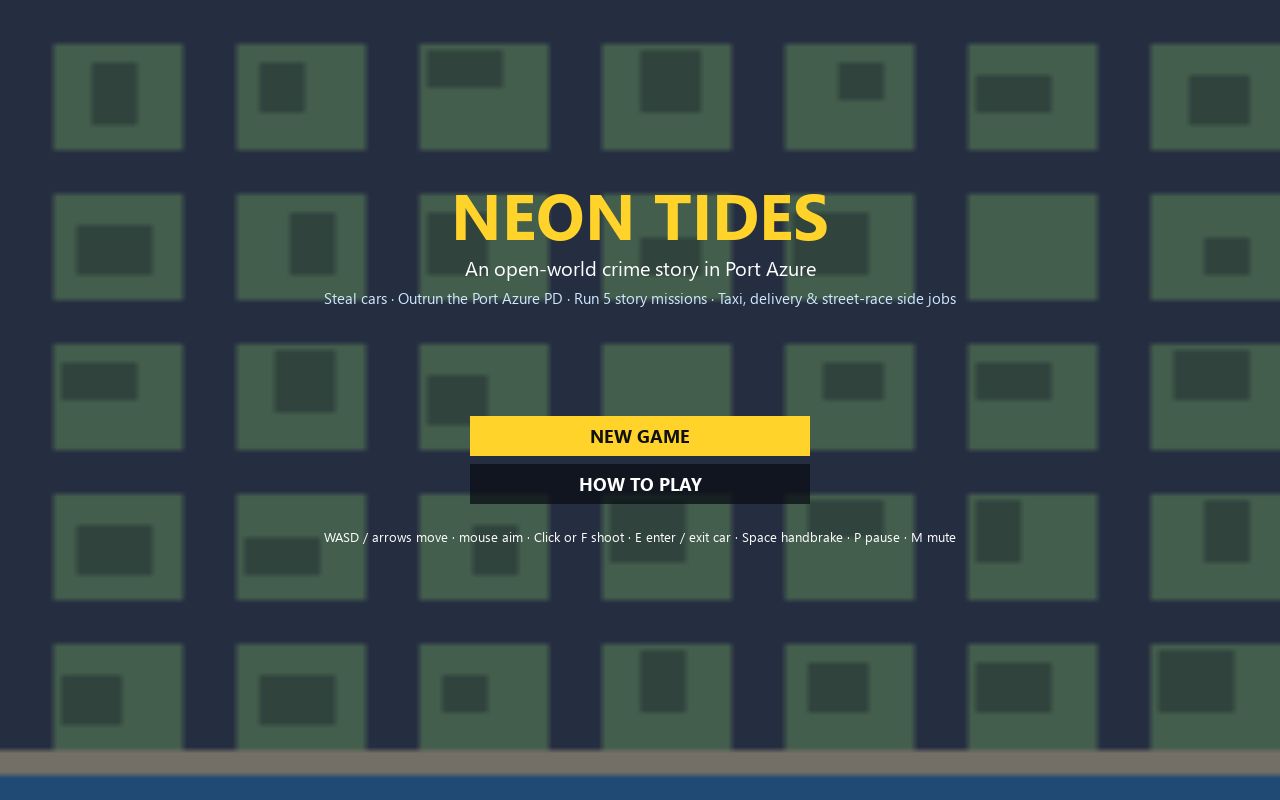 NEON TIDES
An open-world crime story in Port Azure
Steal cars · Outrun the Port Azure PD · Run 5 story missions · Taxi, delivery & street-race side jobs
NEW GAME
HOW TO PLAY
WASD / arrows move · mouse aim · Click or F shoot · E enter / exit car · Space handbrake · P pause · M mute